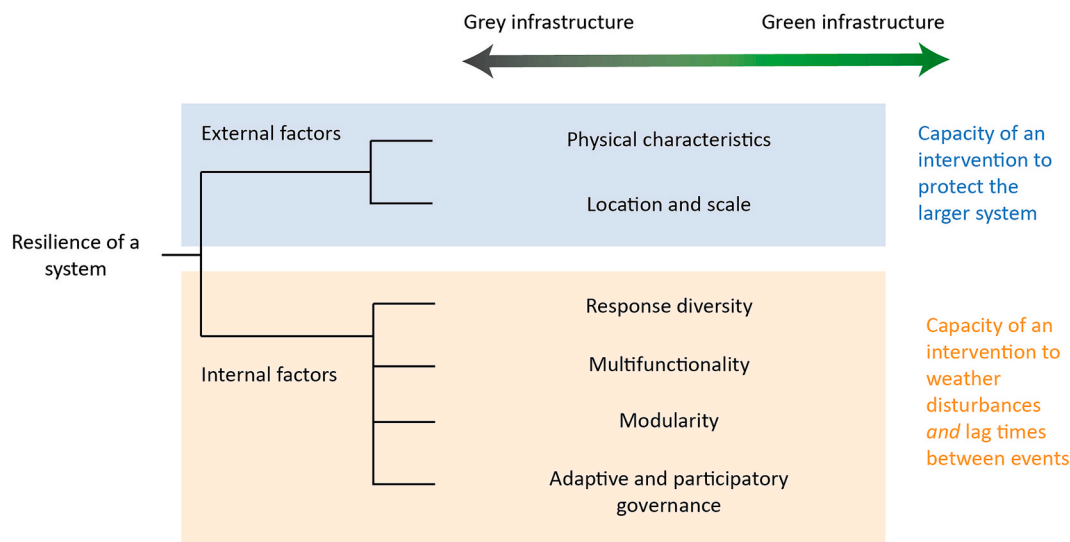 Grey infrastructure
Green infrastructure
External factors
Physical characteristics
Location and scale
Capacity of an
intervention to
protect the
larger system
Resilience of a
system
Internal factors
Response diversity
Multifunctionality
Modularity
Adaptive and participatory
governance
Capacity of an
intervention to
weather
disturbances
and lag times
between events